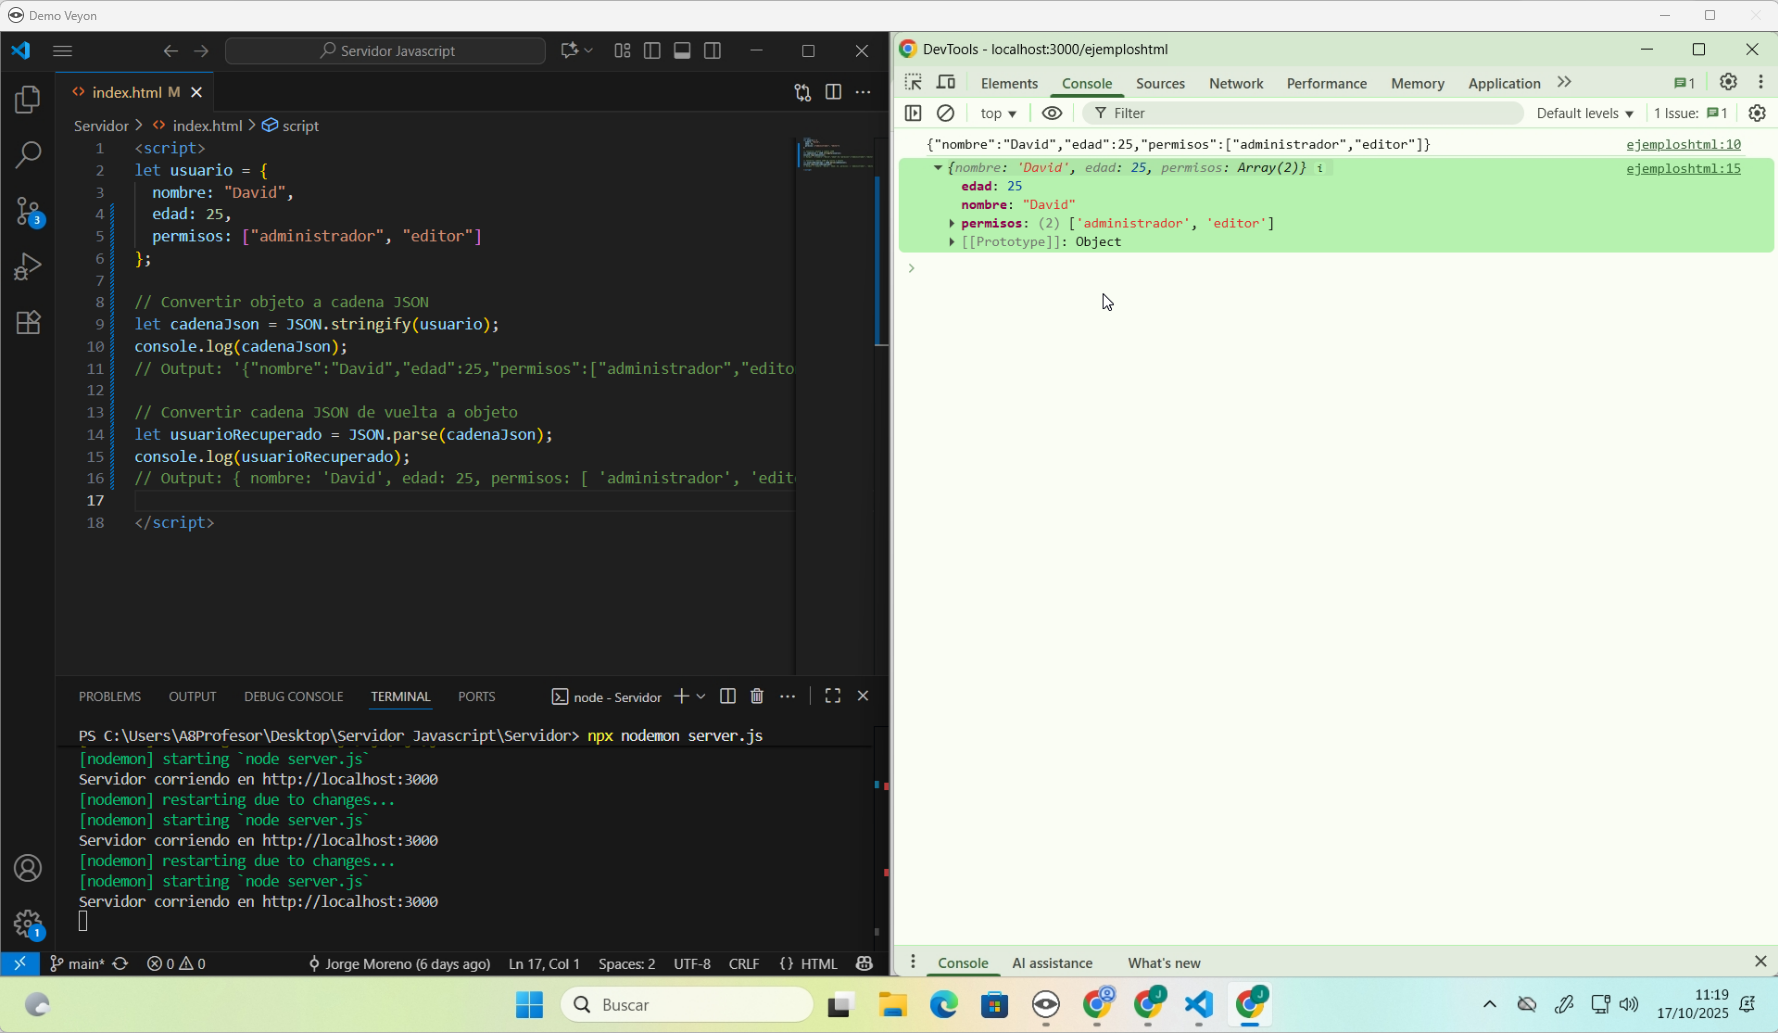 Demo Veyon
Servidor Javascript
index.html M
Servidor > index.html > script
1 <script>
2 let usuario = {
3 nombre: "David",
4 edad: 25,
5 permisos: ["administrador", "editor"]
6 };
7
8 // Convertir objeto a cadena JSON
9 let cadenaJson = JSON.stringify(usuario);
10 console.log(cadenaJson);
11 // Output: '{"nombre":"David","edad":25,"permisos":["administrador","edito
12
13 // Convertir cadena JSON de vuelta a objeto
14 let usuarioRecuperado = JSON.parse(cadenaJson);
15 console.log(usuarioRecuperado);
16 // Output: { nombre: 'David', edad: 25, permisos: [ 'administrador', 'edit
17
18 </script>
PROBLEMS OUTPUT DEBUG CONSOLE TERMINAL PORTS node - Servidor
PS C:\Users\A8Profesor\Desktop\Servidor Javascript\Servidor> npx nodemon server.js
[nodemon] starting `node server.js`
Servidor corriendo en http://localhost:3000
[nodemon] restarting due to changes...
[nodemon] starting `node server.js`
Servidor corriendo en http://localhost:3000
[nodemon] restarting due to changes...
[nodemon] starting `node server.js`
Servidor corriendo en http://localhost:3000
3
1
main* 0 0 Jorge Moreno (6 days ago) Ln 17, Col 1 Spaces: 2 UTF-8 CRLF {} HTML
DevTools - localhost:3000/ejemploshtml
Elements Console Sources Network Performance Memory Application >> 1
top Filter Default levels 1 Issue: 1
{"nombre":"David","edad":25,"permisos":["administrador","editor"]} ejemploshtml:10
{nombre: 'David', edad: 25, permisos: Array(2)} i ejemploshtml:15
edad: 25
nombre: "David"
permisos: (2) ['administrador', 'editor']
[[Prototype]]: Object
>
Console AI assistance What's new
Buscar
J
J
11:19
17/10/2025